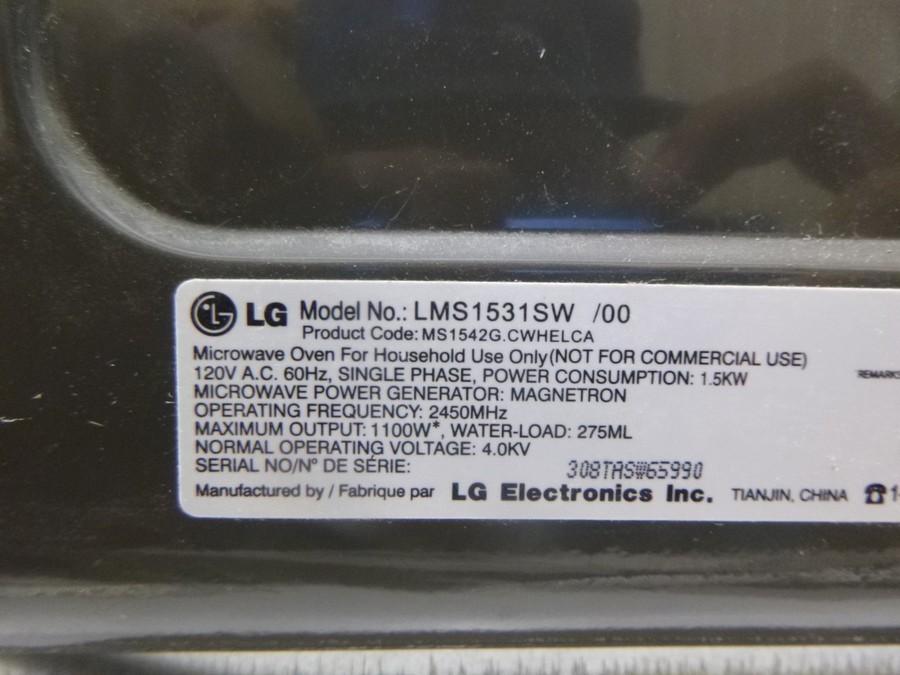 LG Model No.: LMS1531SW /00
Product Code: MS1542G.CWHELCA
Microwave Oven For Household Use Only(NOT FOR COMMERCIAL USE)
120V A.C. 60Hz, SINGLE PHASE, POWER CONSUMPTION: 1.5KW
REMARKS
MICROWAVE POWER GENERATOR: MAGNETRON
OPERATING FREQUENCY: 2450MHz
MAXIMUM OUTPUT: 1100W*, WATER-LOAD: 275ML
NORMAL OPERATING VOLTAGE: 4.0KV
SERIAL NO/Nº DE SÉRIE: 308TASW65990
Manufactured by / Fabrique par LG Electronics Inc. TIANJIN, CHINA ☎1-